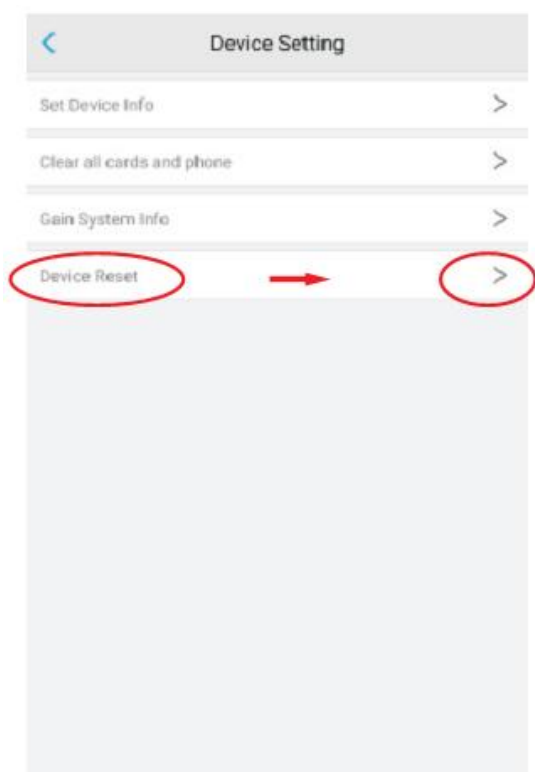 Device Setting
Set Device Info
Clear all cards and phone
Gain System Info
Device Reset